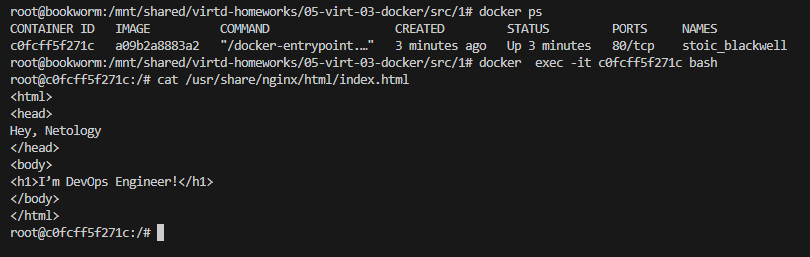 root@bookworm:/mnt/shared/virtd-homeworks/05-virt-03-docker/src/1# docker ps
CONTAINER ID   IMAGE          COMMAND                  CREATED         STATUS         PORTS     NAMES
c0fcff5f271c   a09b2a8883a2   "/docker-entrypoint.…"   3 minutes ago   Up 3 minutes   80/tcp    stoic_blackwell
root@bookworm:/mnt/shared/virtd-homeworks/05-virt-03-docker/src/1# docker  exec -it c0fcff5f271c bash
root@c0fcff5f271c:/# cat /usr/share/nginx/html/index.html
<html>
<head>
Hey, Netology
</head>
<body>
<h1>I’m DevOps Engineer!</h1>
</body>
</html>
root@c0fcff5f271c:/#